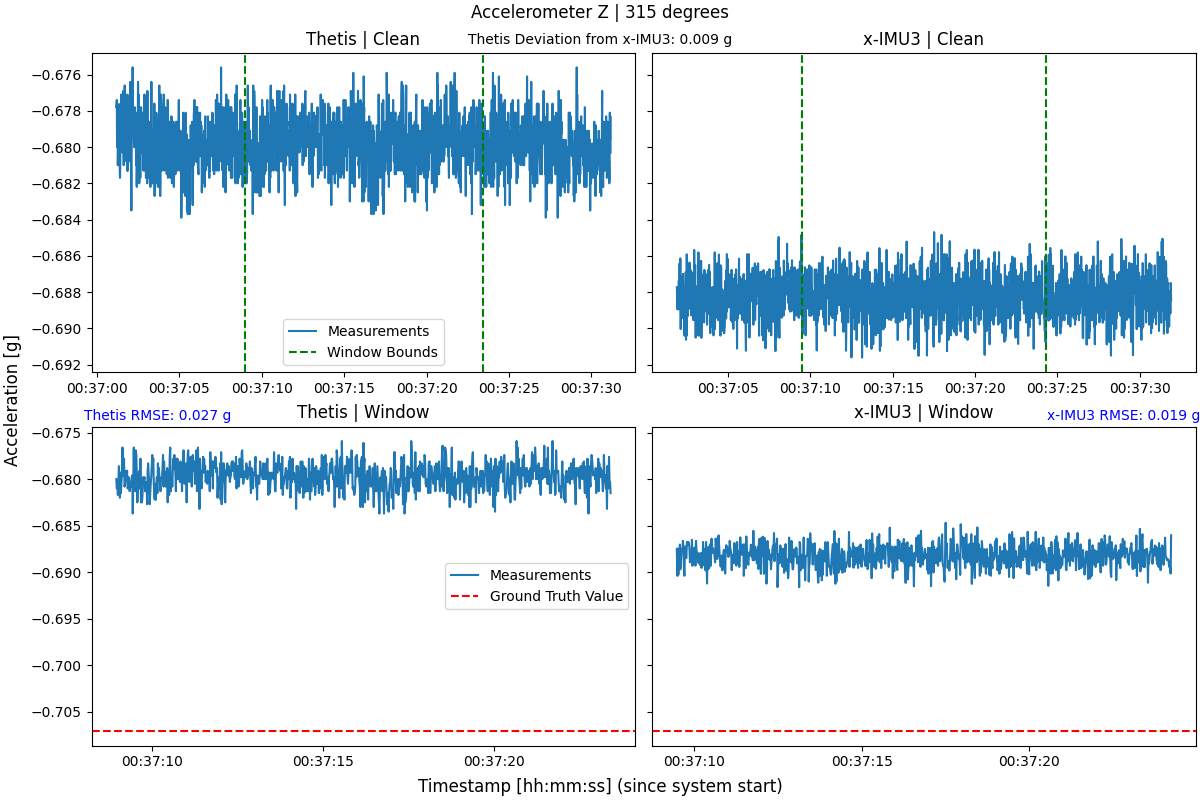 Accelerometer Z | 315 degrees
Thetis | Clean
Thetis Deviation from x-IMU3: 0.009 g
x-IMU3 | Clean
−0.676
−0.678
−0.680
−0.682
−0.684
−0.686
−0.688
−0.690
−0.692
Measurements
Window Bounds
00:37:00 00:37:05 00:37:10 00:37:15 00:37:20 00:37:25 00:37:30
00:37:05 00:37:10 00:37:15 00:37:20 00:37:25 00:37:30
Acceleration [g]
Thetis RMSE: 0.027 g
Thetis | Window
x-IMU3 | Window
x-IMU3 RMSE: 0.019 g
−0.675
−0.680
−0.685
−0.690
−0.695
−0.700
−0.705
Measurements
Ground Truth Value
00:37:10 00:37:15 00:37:20
00:37:10 00:37:15 00:37:20
Timestamp [hh:mm:ss] (since system start)